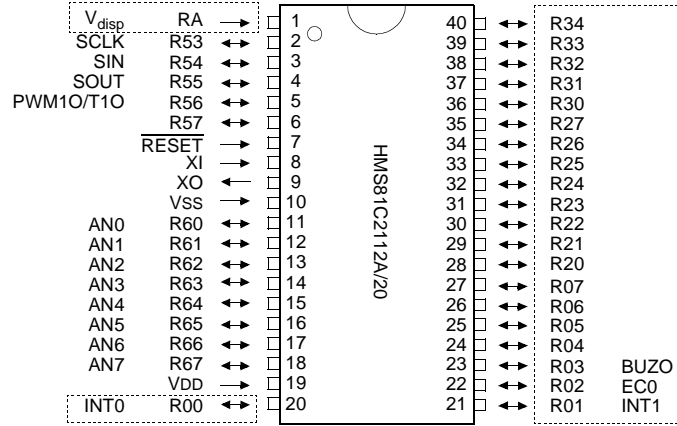 Vdisp RA 1 40 R34
SCLK R53 2 39 R33
SIN R54 3 38 R32
SOUT R55 4 37 R31
PWM1O/T1O R56 5 36 R30
R57 6 35 R27
RESET 7 34 R26
XI 8 33 R25
XO 9 32 R24
VSS 10 31 R23
AN0 R60 11 30 R22
AN1 R61 12 29 R21
AN2 R62 13 28 R20
AN3 R63 14 27 R07
AN4 R64 15 26 R06
AN5 R65 16 25 R05
AN6 R66 17 24 R04
AN7 R67 18 23 R03 BUZO
VDD 19 22 R02 EC0
INT0 R00 20 21 R01 INT1
HMS81C2112A/20